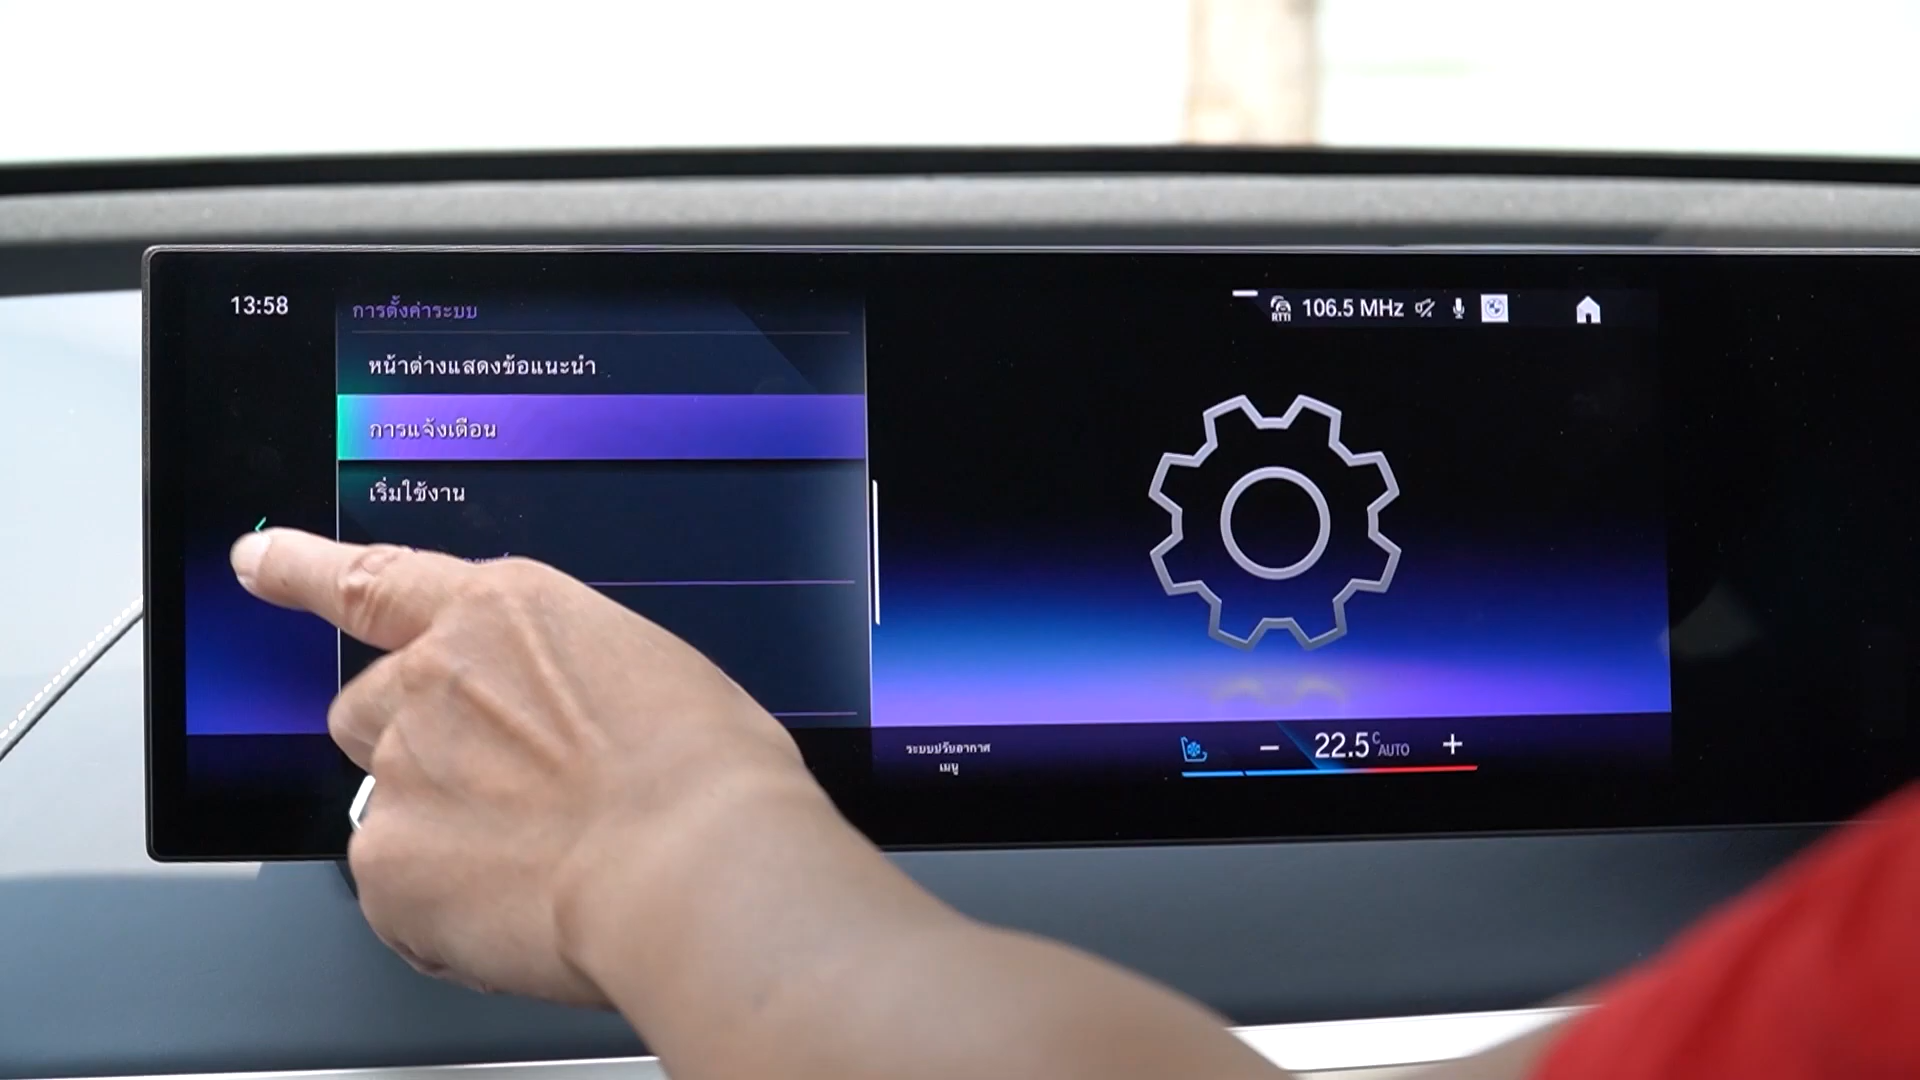 13:58
การตั้งค่าระบบ
RTTI 106.5 MHz
หน้าต่างแสดงข้อแนะนำ
การแจ้งเตือน
เริ่มใช้งาน
ระบบปรับอากาศ
เมนู
− 22.5 °C AUTO +